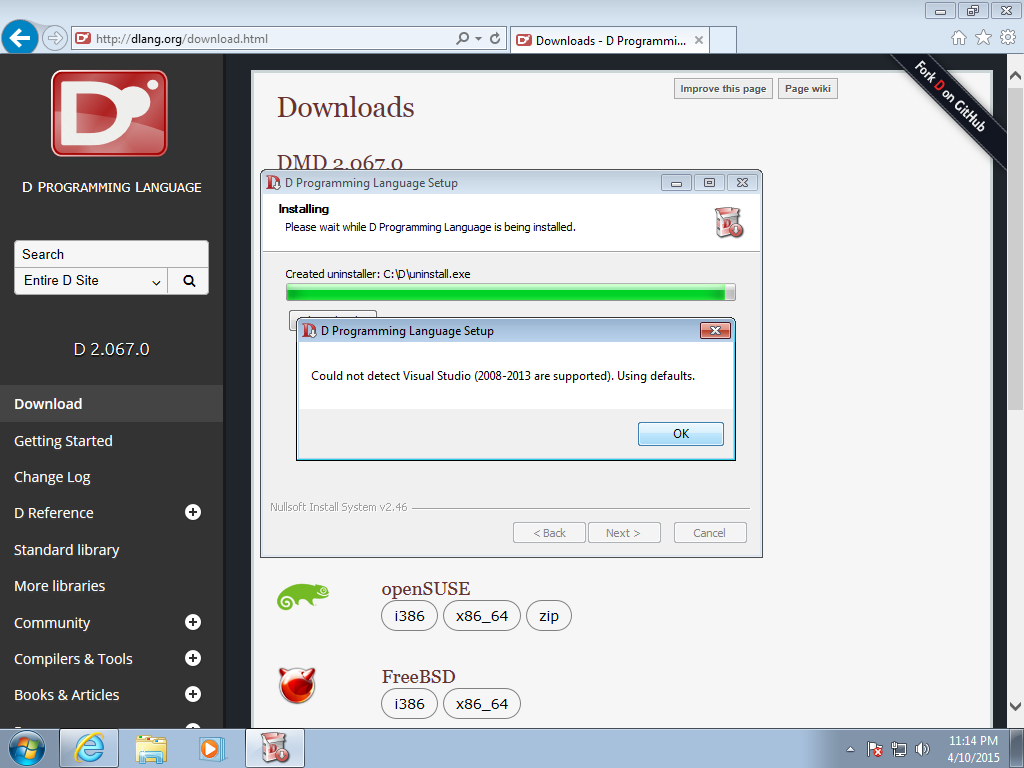 http://dlang.org/download.html
Downloads - D Programmi...
D PROGRAMMING LANGUAGE
Search
Entire D Site
D 2.067.0
Download
Getting Started
Change Log
D Reference
Standard library
More libraries
Community
Compilers & Tools
Books & Articles
Downloads
Improve this page
Page wiki
Fork D on GitHub
DMD 2.067.0
D Programming Language Setup
Installing
Please wait while D Programming Language is being installed.
Created uninstaller: C:\D\uninstall.exe
D Programming Language Setup
Could not detect Visual Studio (2008-2013 are supported). Using defaults.
OK
Nullsoft Install System v2.46
< Back
Next >
Cancel
openSUSE
i386
x86_64
zip
FreeBSD
i386
x86_64
11:14 PM
4/10/2015